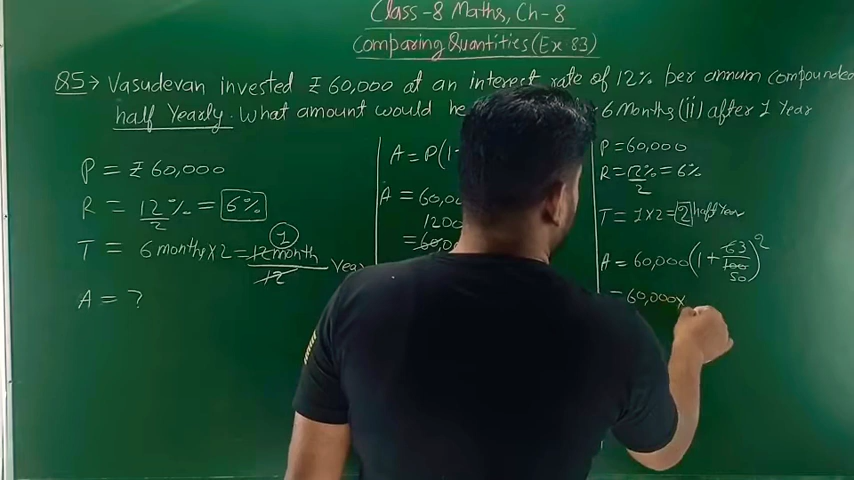 Class-8 Maths, Ch-8
Comparing Quantities (Ex-8.3)
Q5→ Vasudevan invested ₹ 60,000 at an interest rate of 12% per annum compounded
half Yearly. What amount would he 6 Months (ii) after 1 Year
P = ₹ 60,000
R = 12%/2 = 6%
T = 6 months × 2 = 12 month/12 1 Year
A = ?
A = P(1
A = 60,00
1200
= 60,00
P = 60,000
R = 12%/2 = 6%
T = 1 × 2 = 2 half Year
A = 60,000 (1 + 6/100)²
3
50
= 60,000 ×